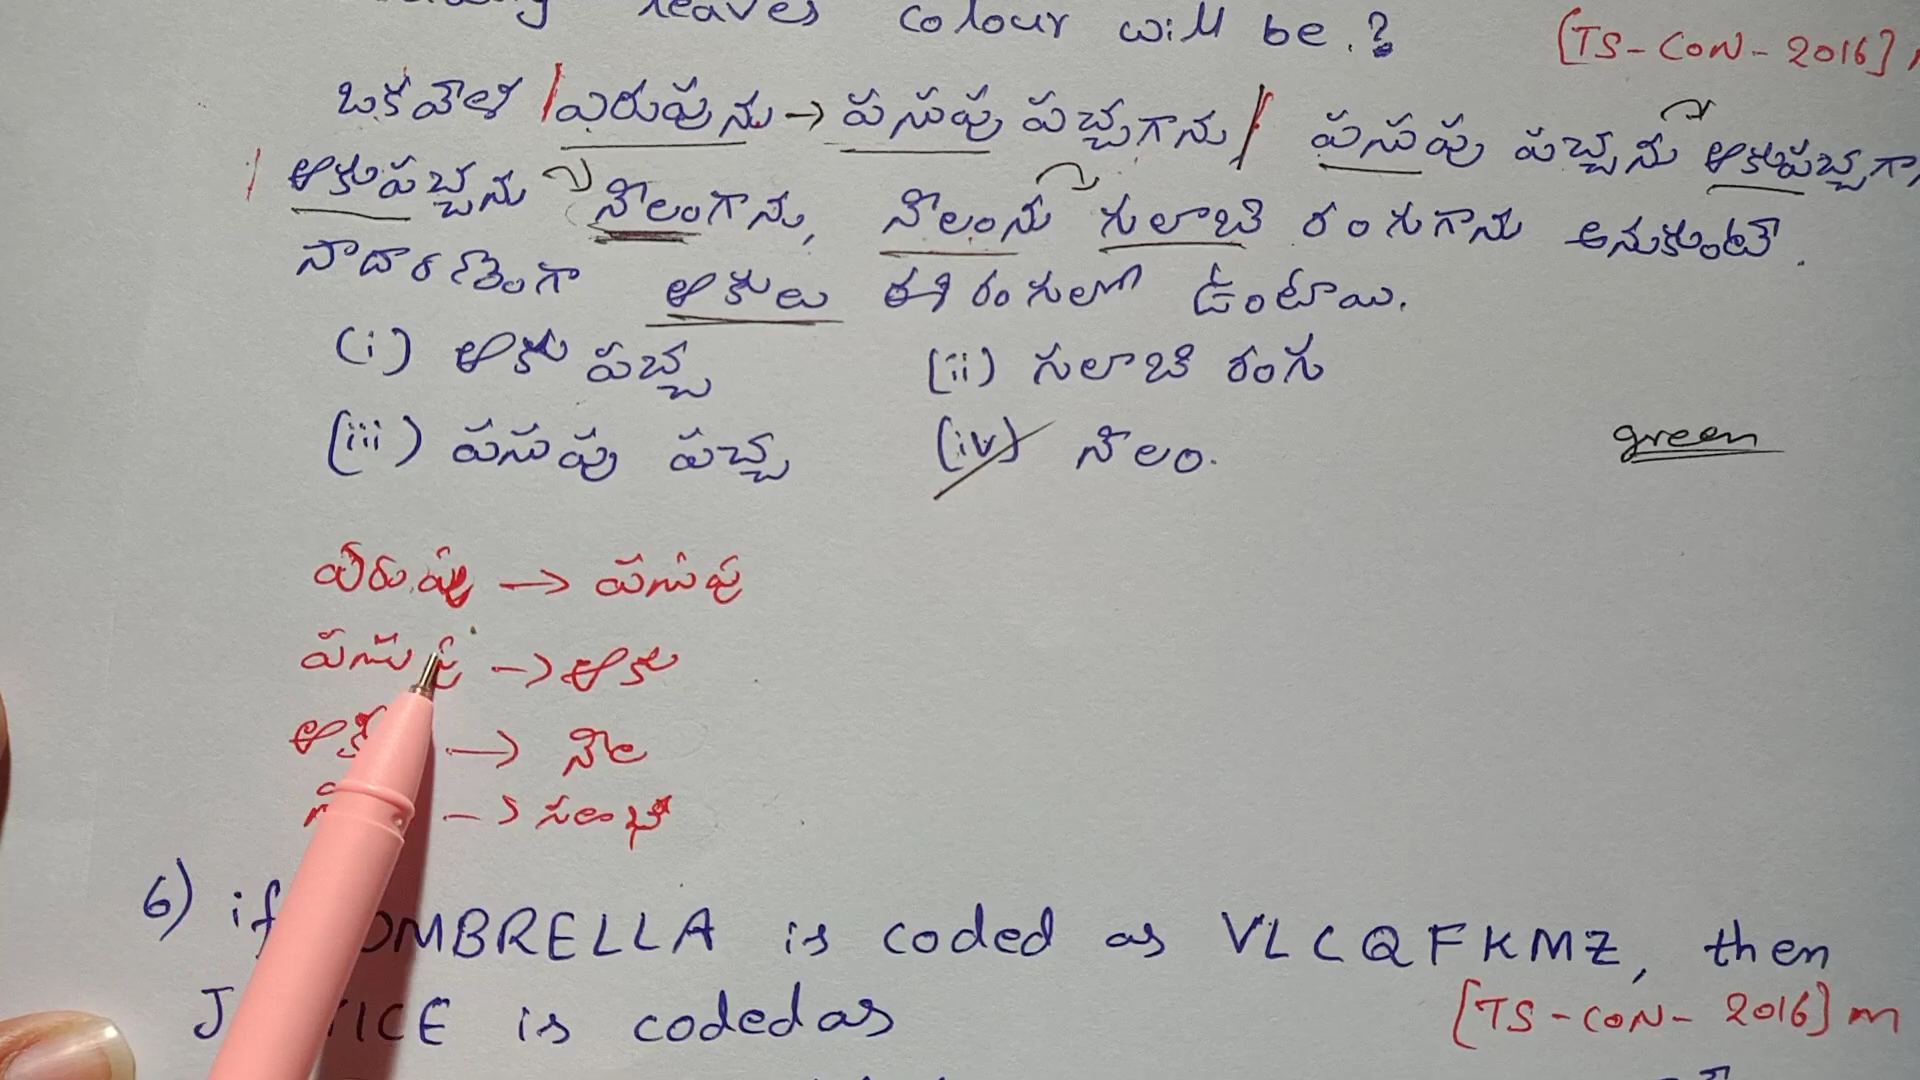 leaves colour will be.?
[TS-CON-2016]
ఒకవేళ / ఎరుపును → పసుపు పచ్చగాను / పసుపు పచ్చను ఆకుపచ్చగా
/ ఆకుపచ్చను నీలంగాను, నీలంను గులాబి రంగుగాను అనుకుంటే.
సాదారణంగా ఆకులు ఈ రంగులో ఉంటాయి.
(i) ఆకు పచ్చ (ii) గులాబి రంగు
(iii) పసుపు పచ్చ (iv) నీలం.
green
ఎరుపు → పసుపు
పసుపు → ఆకు
→ నీల
→
6) if UMBRELLA is coded as VLCQFKMZ, then
is coded as
[TS-CON-2016] m